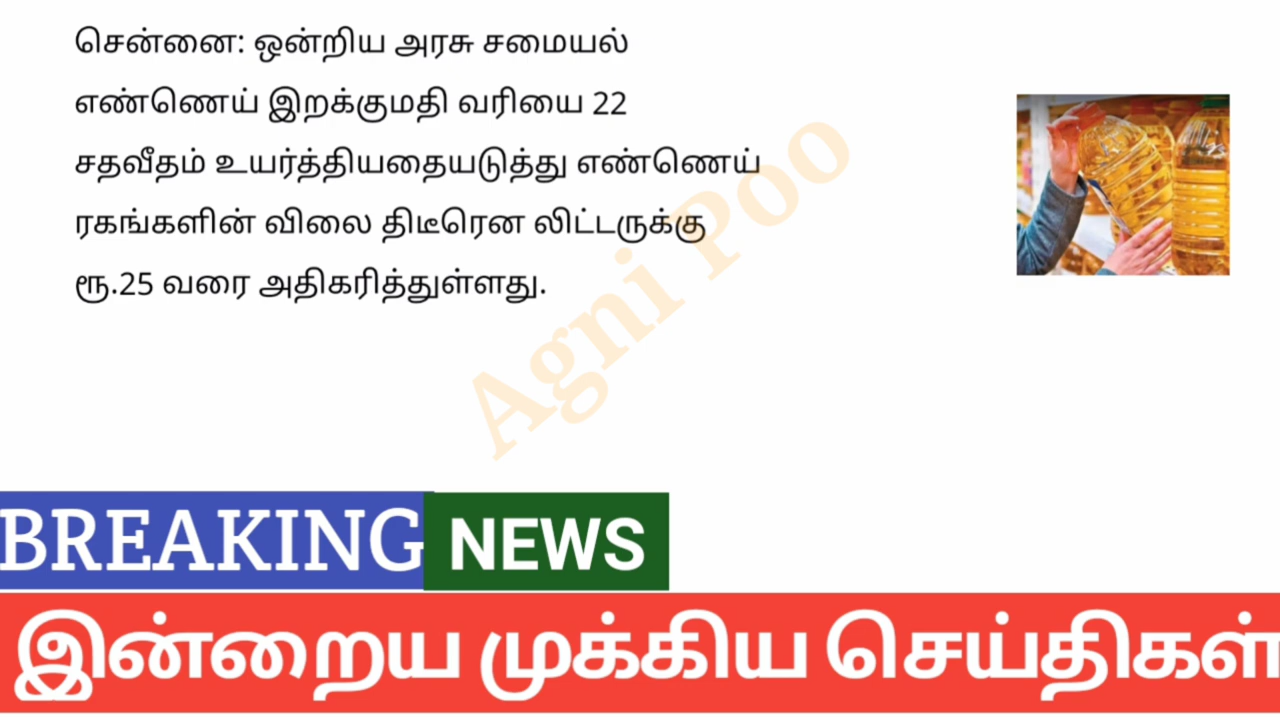 சென்னை: ஒன்றிய அரசு சமையல்
எண்ணெய் இறக்குமதி வரியை 22
சதவீதம் உயர்த்தியதையடுத்து எண்ணெய்
ரகங்களின் விலை திடீரென லிட்டருக்கு
ரூ.25 வரை அதிகரித்துள்ளது.
Agni Poo
BREAKING NEWS
இன்றைய முக்கிய செய்திகள்